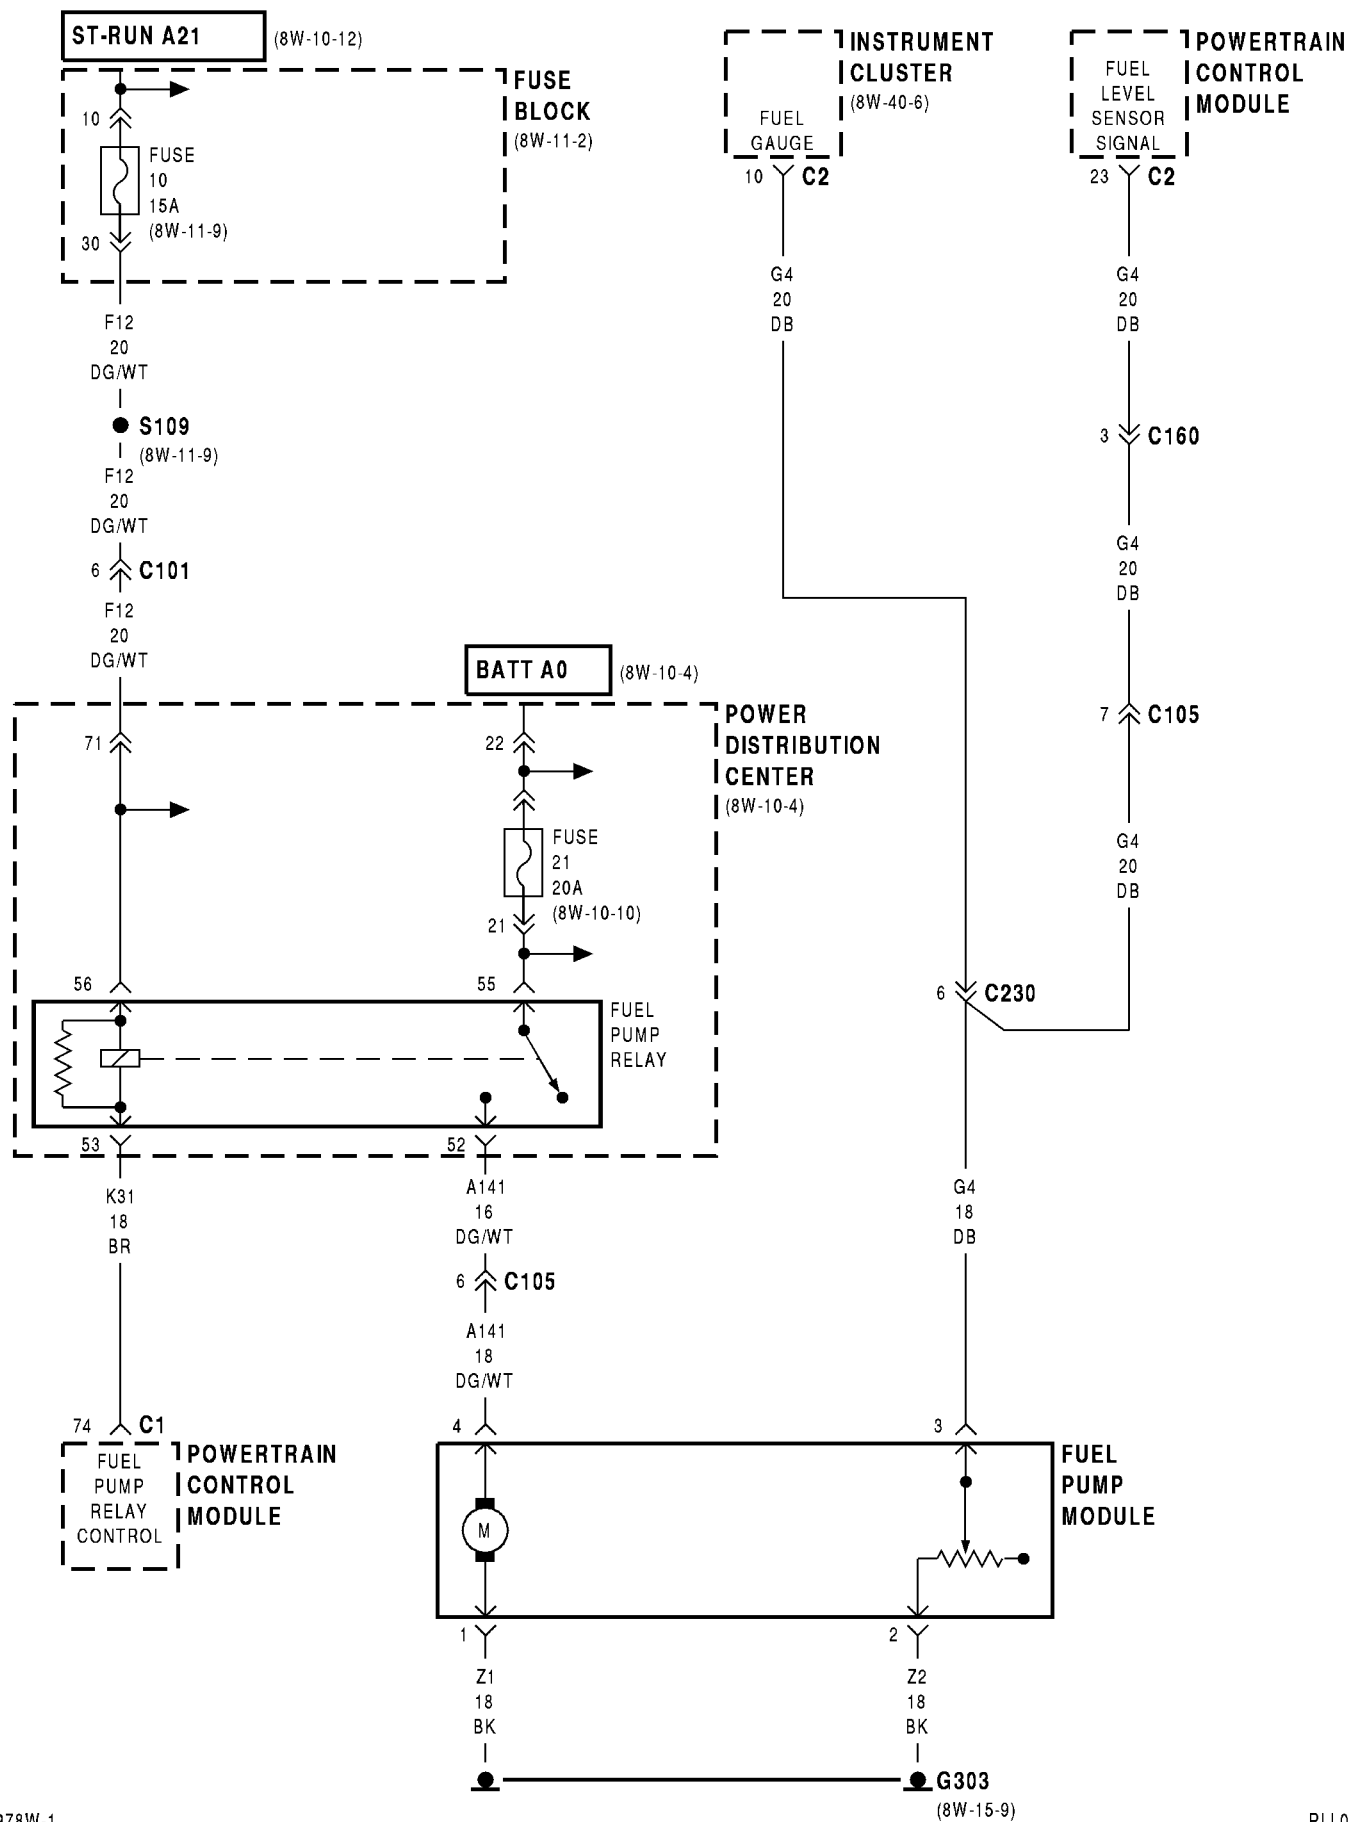 ST-RUN A21
(8W-10-12)
FUSE
BLOCK
(8W-11-2)
10
FUSE
10
15A
(8W-11-9)
30
F12
20
DG/WT
S109
(8W-11-9)
F12
20
DG/WT
6
C101
F12
20
DG/WT
INSTRUMENT
CLUSTER
(8W-40-6)
FUEL
GAUGE
10
C2
G4
20
DB
POWERTRAIN
CONTROL
MODULE
FUEL
LEVEL
SENSOR
SIGNAL
23
C2
G4
20
DB
3
C160
G4
20
DB
7
C105
G4
20
DB
BATT A0
(8W-10-4)
POWER
DISTRIBUTION
CENTER
(8W-10-4)
71
22
FUSE
21
20A
(8W-10-10)
21
56
55
FUEL
PUMP
RELAY
53
52
6
C230
K31
18
BR
A141
16
DG/WT
6
C105
A141
18
DG/WT
G4
18
DB
74
C1
FUEL
PUMP
RELAY
CONTROL
POWERTRAIN
CONTROL
MODULE
4
3
M
FUEL
PUMP
MODULE
1
2
Z1
18
BK
Z2
18
BK
G303
(8W-15-9)